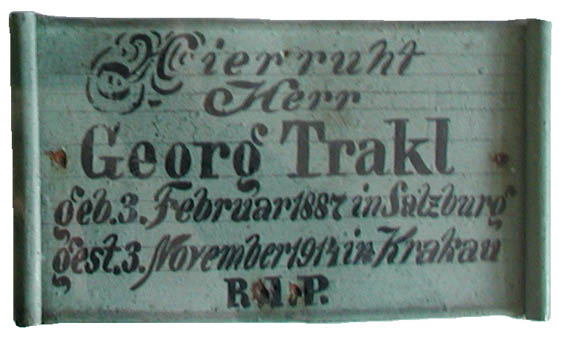 Hier ruht
Herr
Georg Trakl
geb. 3. Februar 1887 in Salzburg
gest. 3. November 1914 in Krakau
R.I.P.